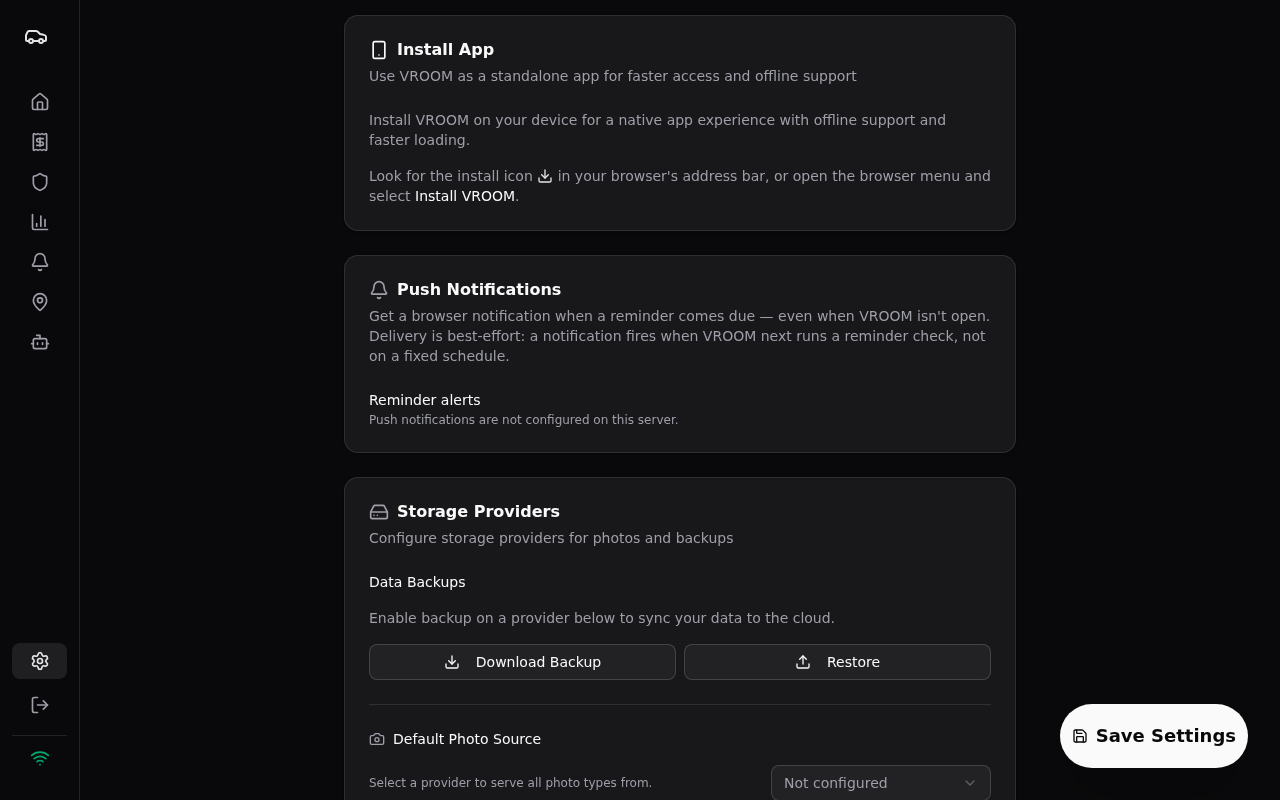 Install App
Use VROOM as a standalone app for faster access and offline support
Install VROOM on your device for a native app experience with offline support and
faster loading.
Look for the install icon in your browser's address bar, or open the browser menu and
select Install VROOM.
Push Notifications
Get a browser notification when a reminder comes due — even when VROOM isn't open.
Delivery is best-effort: a notification fires when VROOM next runs a reminder check, not
on a fixed schedule.
Reminder alerts
Push notifications are not configured on this server.
Storage Providers
Configure storage providers for photos and backups
Data Backups
Enable backup on a provider below to sync your data to the cloud.
Download Backup
Restore
Default Photo Source
Select a provider to serve all photo types from.
Not configured
Save Settings